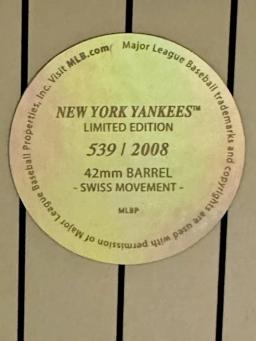 Major League Baseball trademarks and copyrights are used with permission of Major League Baseball Properties, Inc. Visit MLB.com
NEW YORK YANKEES™
LIMITED EDITION
539 / 2008
42mm BARREL
- SWISS MOVEMENT -
MLBP